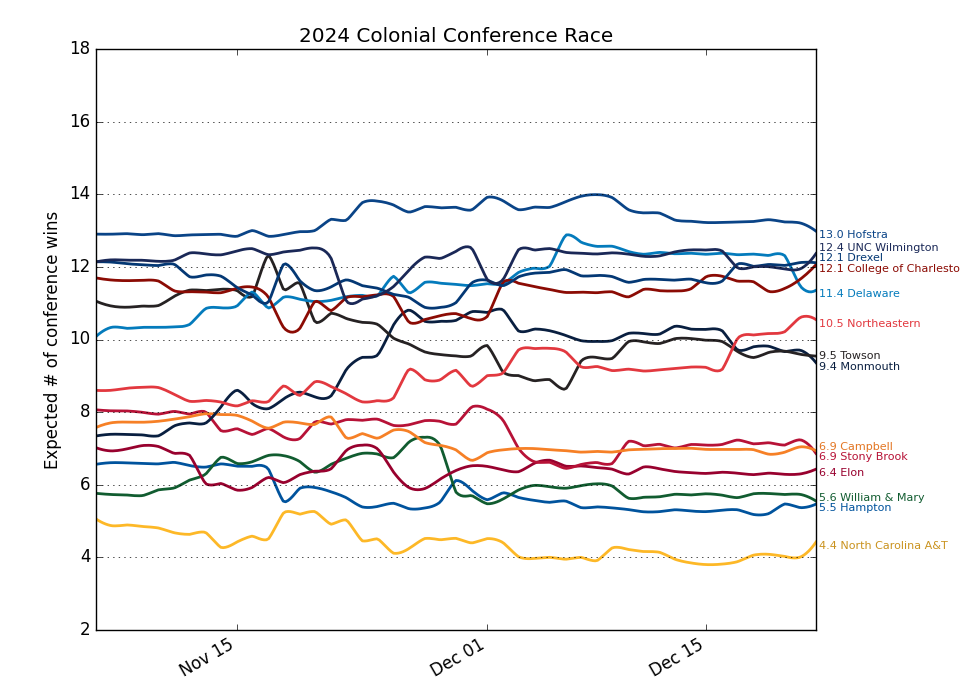 2024 Colonial Conference Race
Expected # of conference wins
18
16
14
12
10
8
6
4
2
Nov 15
Dec 01
Dec 15
13.0 Hofstra
12.4 UNC Wilmington
12.1 Drexel
12.1 College of Charlesto
11.4 Delaware
10.5 Northeastern
9.5 Towson
9.4 Monmouth
6.9 Campbell
6.9 Stony Brook
6.4 Elon
5.6 William & Mary
5.5 Hampton
4.4 North Carolina A&T